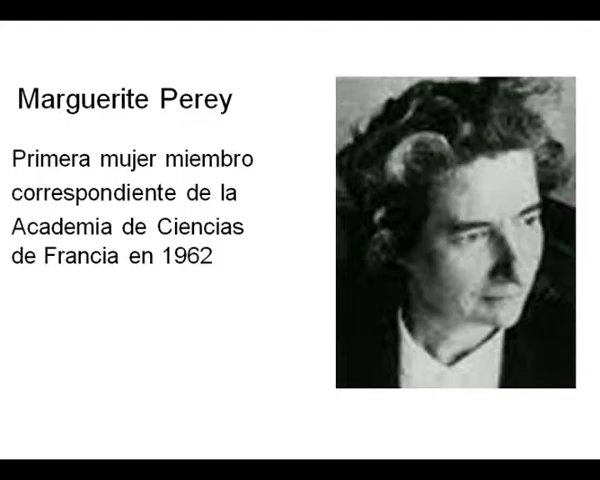 Marguerite Perey
Primera mujer miembro
correspondiente de la
Academia de Ciencias
de Francia en 1962